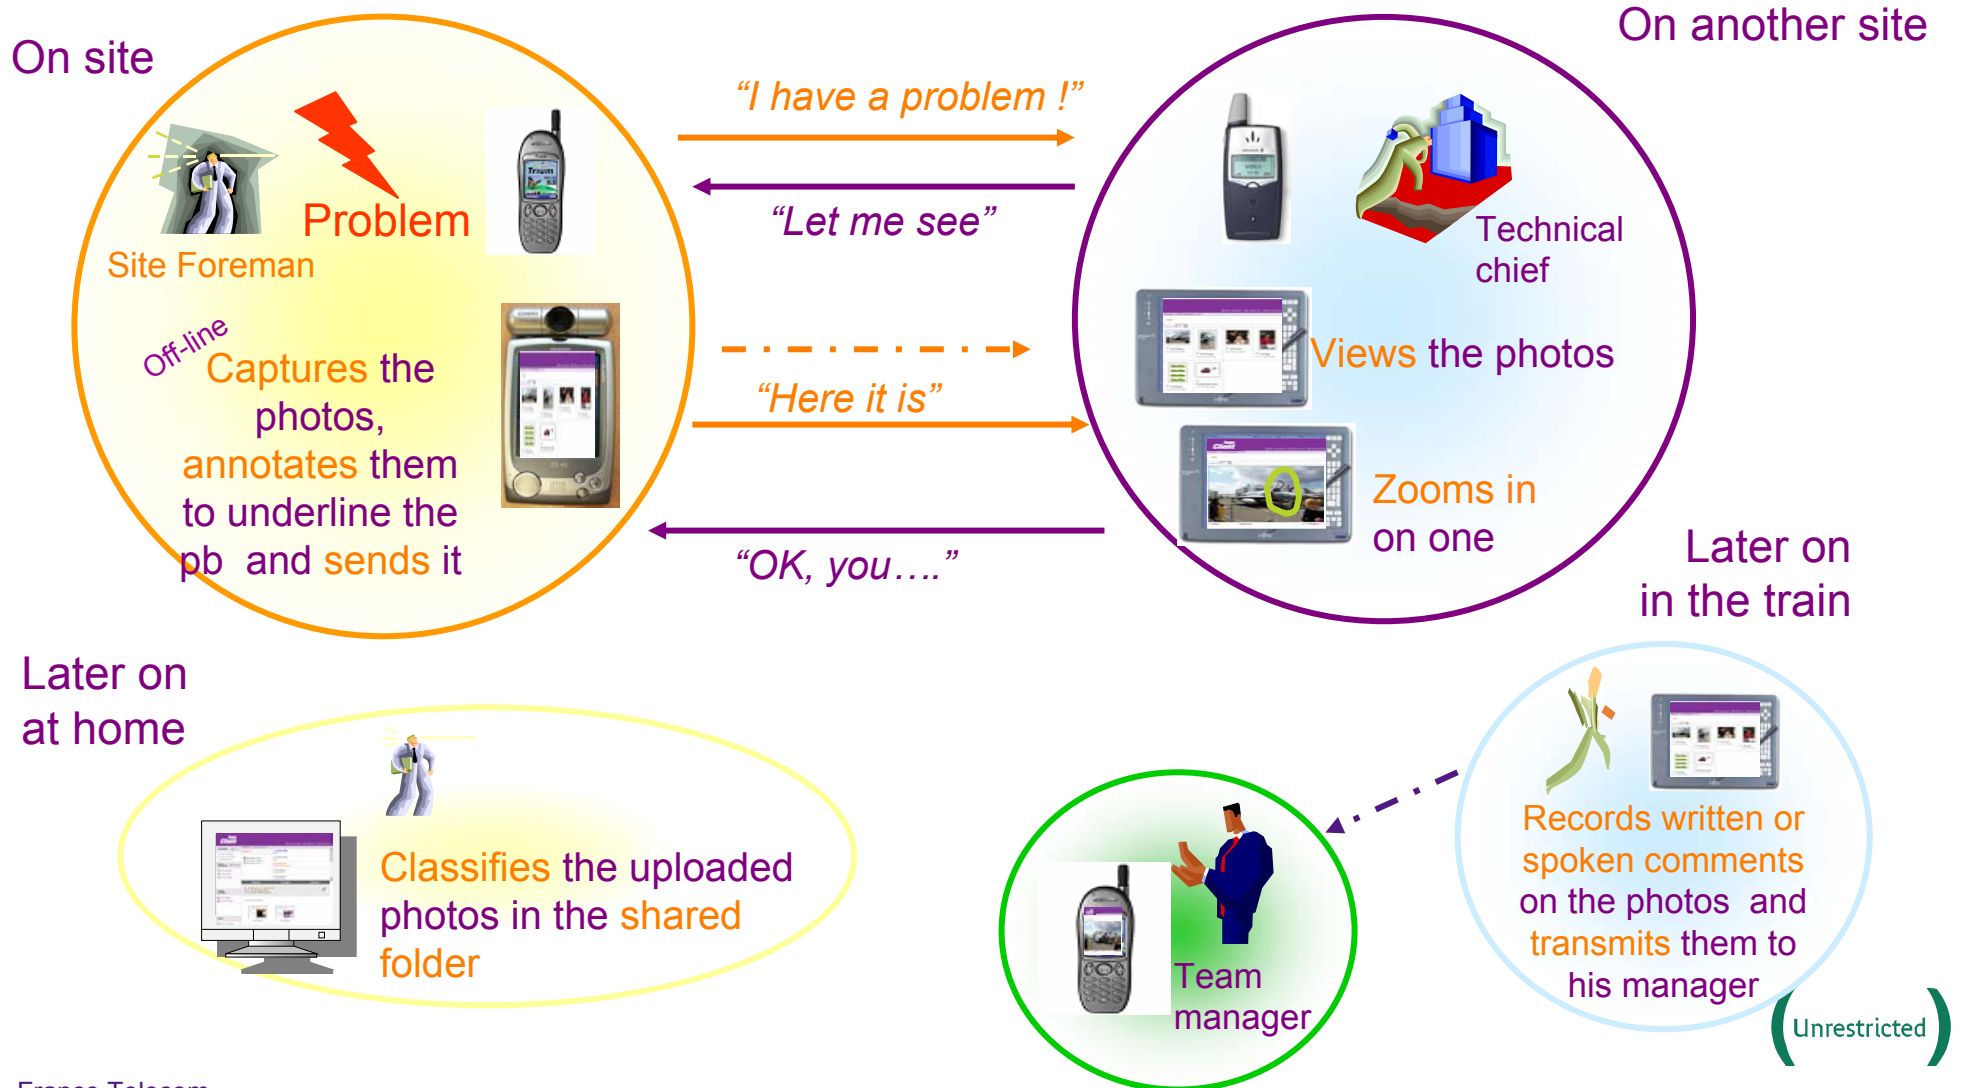 On site
On another site
“I have a problem !”
“Let me see”
Problem
Site Foreman
Technical
chief
Off-line
Captures the
photos,
annotates them
to underline the
pb and sends it
“Here it is”
Views the photos
Zooms in
on one
“OK, you….”
Later on
in the train
Later on
at home
Classifies the uploaded
photos in the shared
folder
Team
manager
Records written or
spoken comments
on the photos and
transmits them to
his manager
Unrestricted
France Telecom